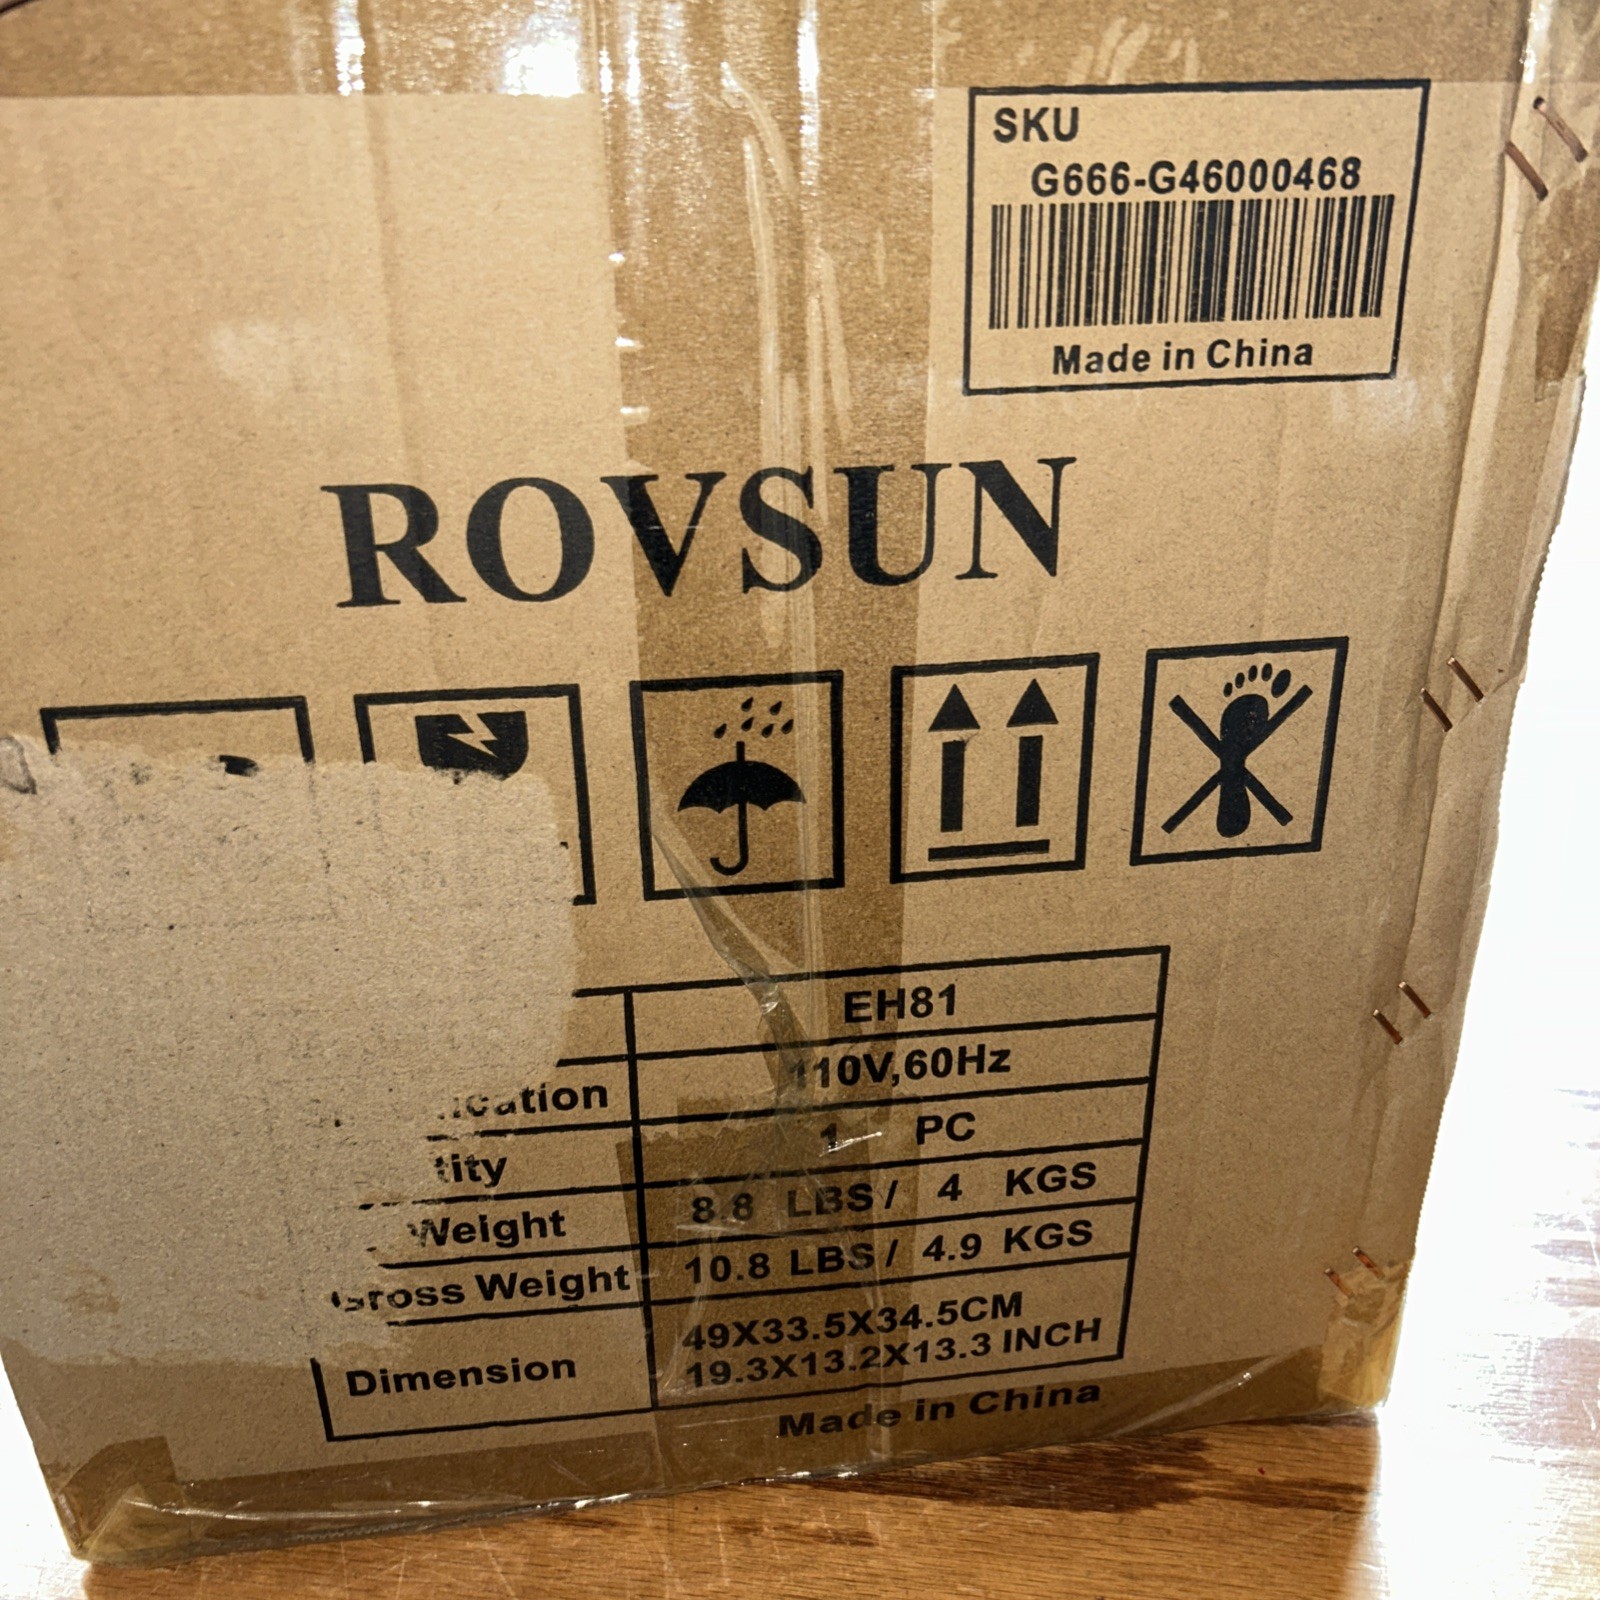 SKU
G666-G46000468
Made in China
ROVSUN
EH81
110V,60Hz
1 PC
Weight 8.8 LBS / 4 KGS
Gross Weight 10.8 LBS / 4.9 KGS
49X33.5X34.5CM
Dimension 19.3X13.2X13.3 INCH
Made in China